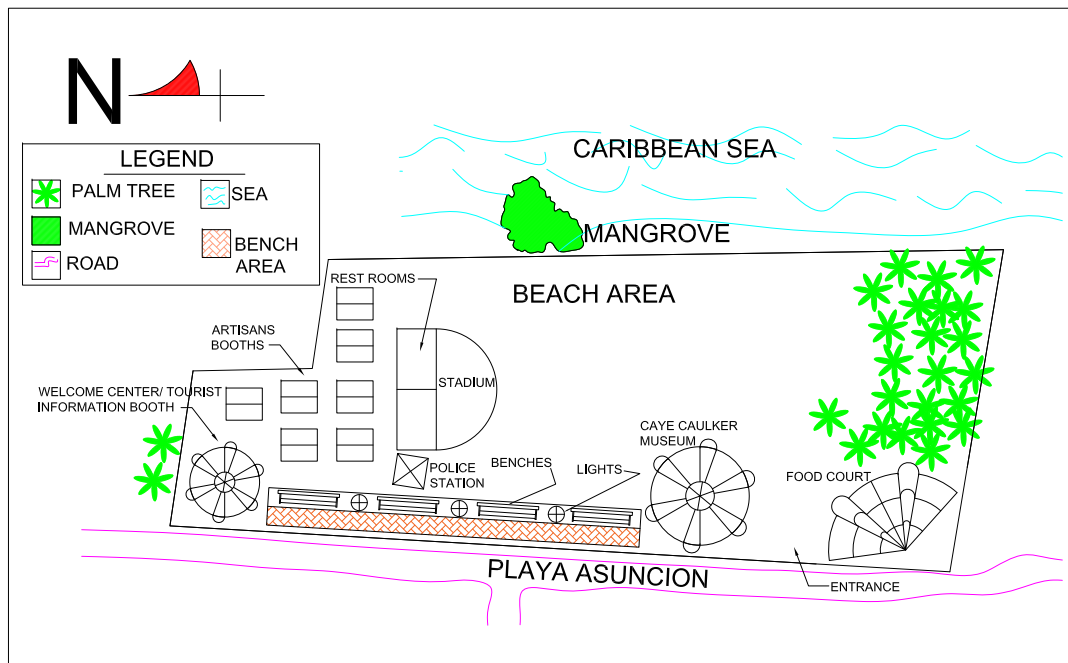 N
LEGEND
PALM TREE
SEA
MANGROVE
BENCH
AREA
ROAD
CARIBBEAN SEA
MANGROVE
REST ROOMS
BEACH AREA
ARTISANS
BOOTHS
STADIUM
WELCOME CENTER/ TOURIST
INFORMATION BOOTH
CAYE CAULKER
MUSEUM
POLICE
STATION
BENCHES
LIGHTS
FOOD COURT
PLAYA ASUNCION
ENTRANCE